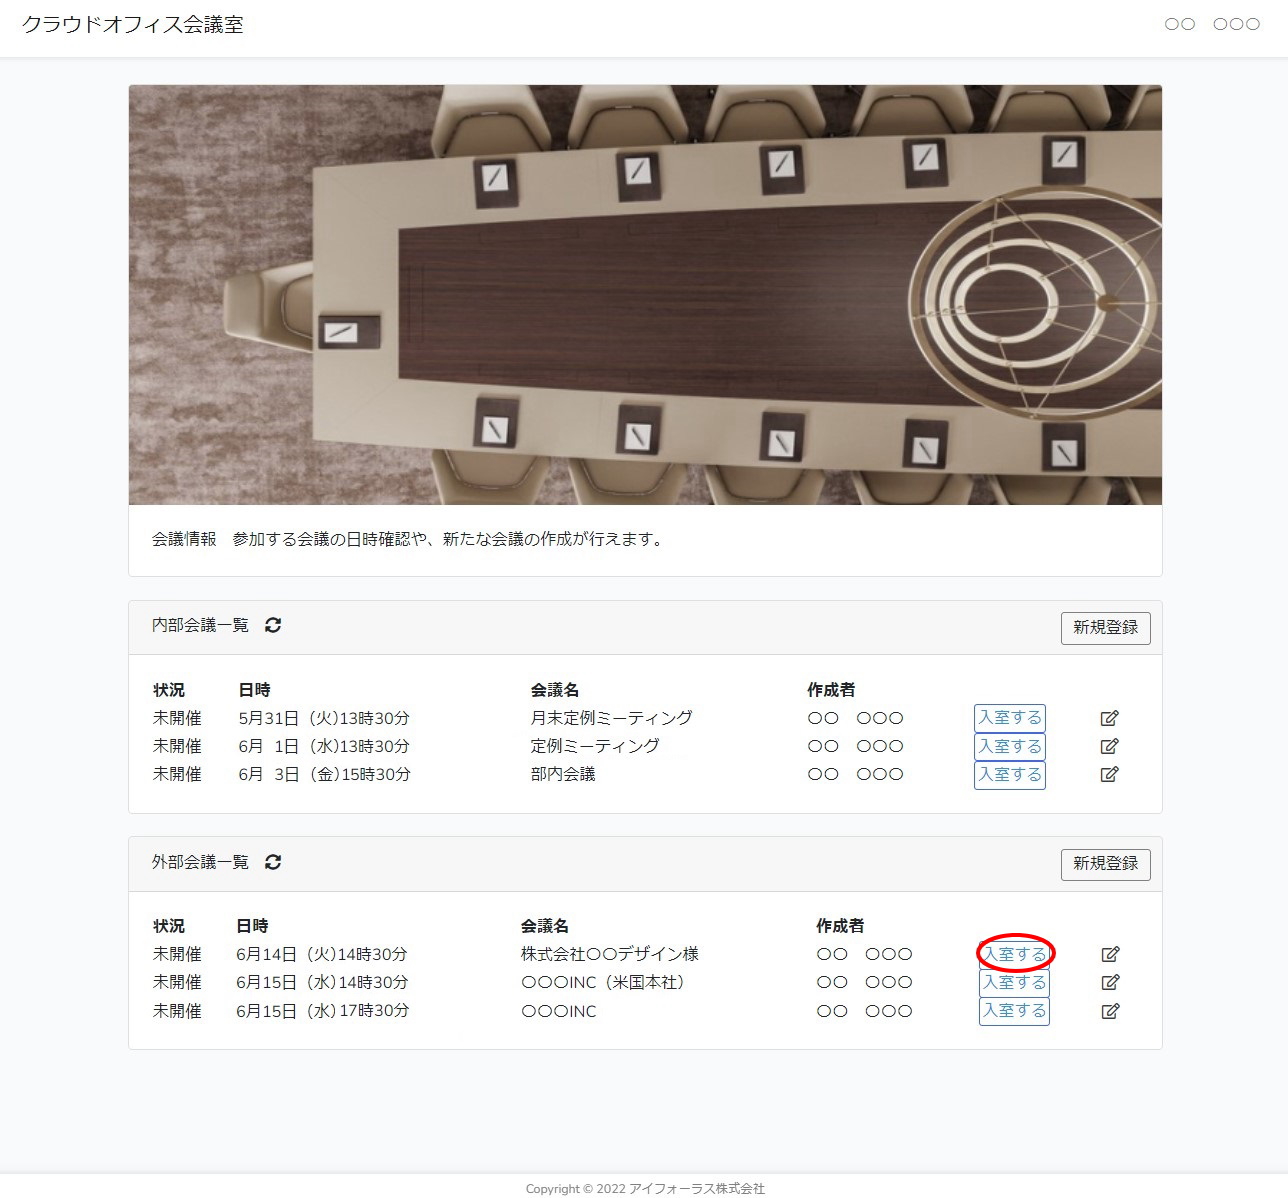 クラウドオフィス会議室 〇〇　〇〇〇
会議情報　参加する会議の日時確認や、新たな会議の作成が行えます。
内部会議一覧 新規登録
状況 日時 会議名 作成者
未開催 5月31日（火）13時30分 月末定例ミーティング 〇〇　〇〇〇 入室する
未開催 6月 1日（水）13時30分 定例ミーティング 〇〇　〇〇〇 入室する
未開催 6月 3日（金）15時30分 部内会議 〇〇　〇〇〇 入室する
外部会議一覧 新規登録
状況 日時 会議名 作成者
未開催 6月14日（火）14時30分 株式会社〇〇デザイン様 〇〇　〇〇〇 入室する
未開催 6月15日（水）14時30分 〇〇〇INC（米国本社） 〇〇　〇〇〇 入室する
未開催 6月15日（水）17時30分 〇〇〇INC 〇〇　〇〇〇 入室する
Copyright © 2022 アイフォーラス株式会社